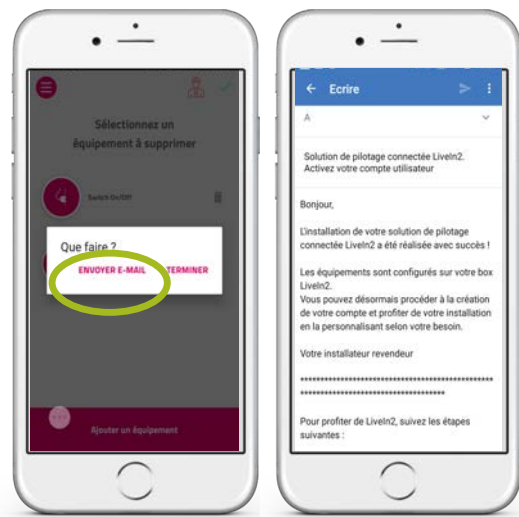 Sélectionnez un
équipement à supprimer
Switch On/Off
Que faire ?
ENVOYER E-MAIL TERMINER
Ajouter un équipement
Ecrire
A
Solution de pilotage connectée LiveIn2.
Activez votre compte utilisateur
Bonjour,
L'installation de votre solution de pilotage
connectée LiveIn2 a été réalisée avec succès !
Les équipements sont configurés sur votre box
LiveIn2.
Vous pouvez désormais procéder à la création
de votre compte et profiter de votre installation
en la personnalisant selon votre besoin.
Votre installateur revendeur
************************************************
************************************
Pour profiter de LiveIn2, suivez les étapes
suivantes :